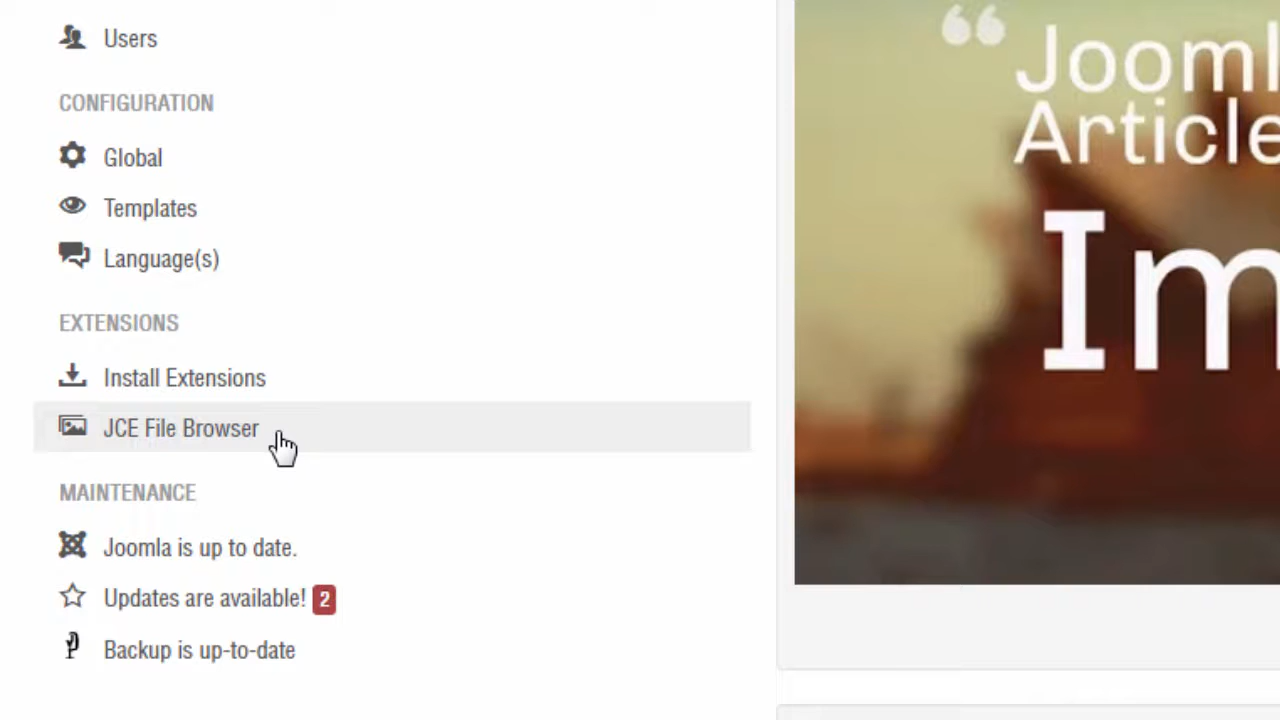 Users
CONFIGURATION
Global
Templates
Language(s)
EXTENSIONS
Install Extensions
JCE File Browser
MAINTENANCE
Joomla is up to date.
Updates are available! 2
Backup is up-to-date
“ Jooml
Article
Im